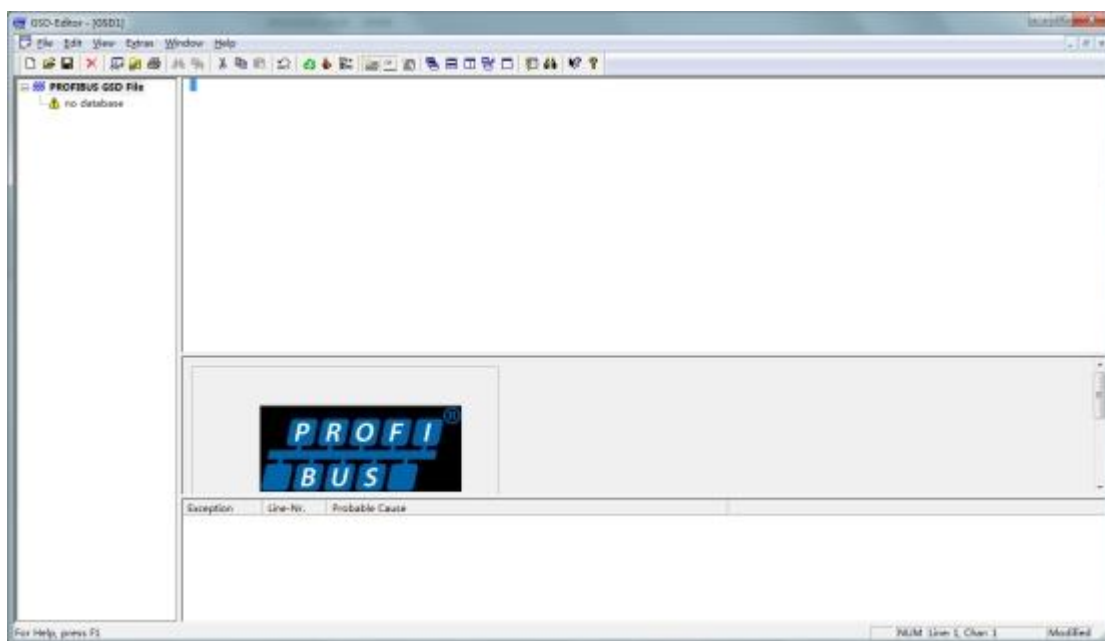 GSD-Editor - [GSD1]
File Edit View Extras Window Help
PROFIBUS GSD File
no database
PROFI
BUS
®
Exception Line-Nr. Probable Cause
For Help, press F1
NUM Line 1, Char 1 Modified